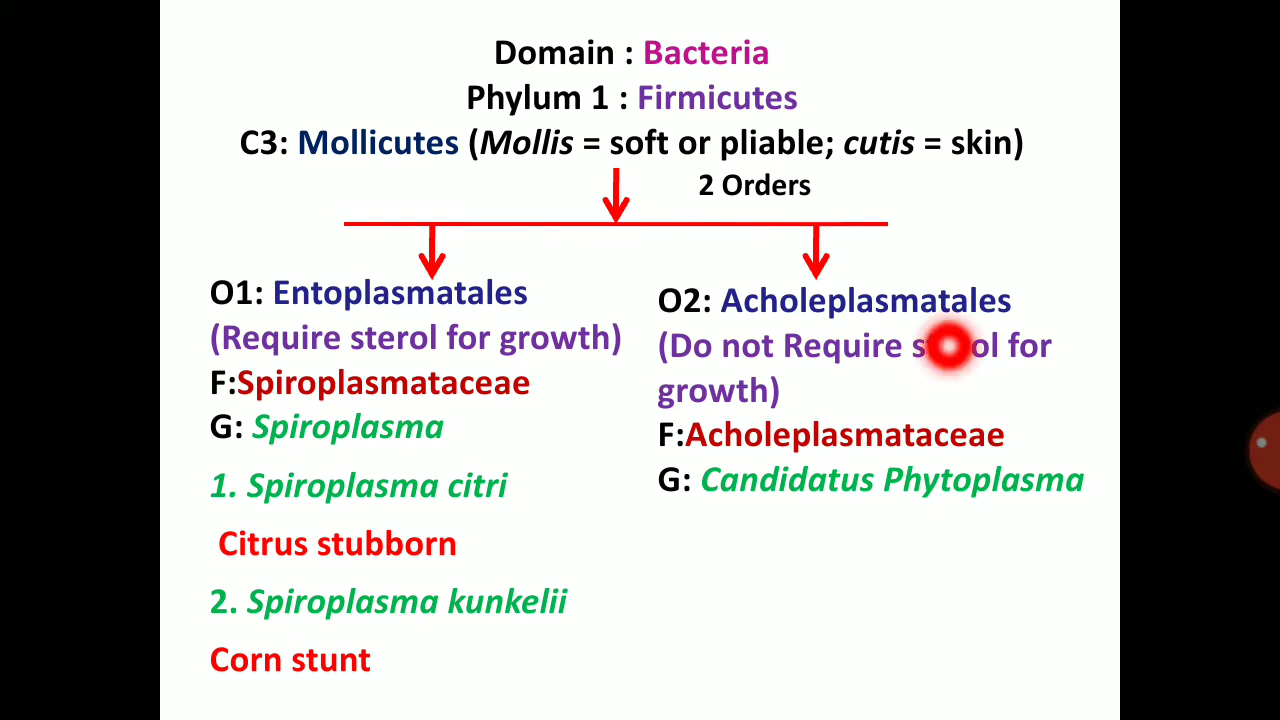 Domain : Bacteria
Phylum 1 : Firmicutes
C3: Mollicutes (Mollis = soft or pliable; cutis = skin)
2 Orders
O1: Entoplasmatales
(Require sterol for growth)
F:Spiroplasmataceae
G: Spiroplasma
1. Spiroplasma citri
Citrus stubborn
2. Spiroplasma kunkelii
Corn stunt
O2: Acholeplasmatales
(Do not Require sterol for
growth)
F:Acholeplasmataceae
G: Candidatus Phytoplasma